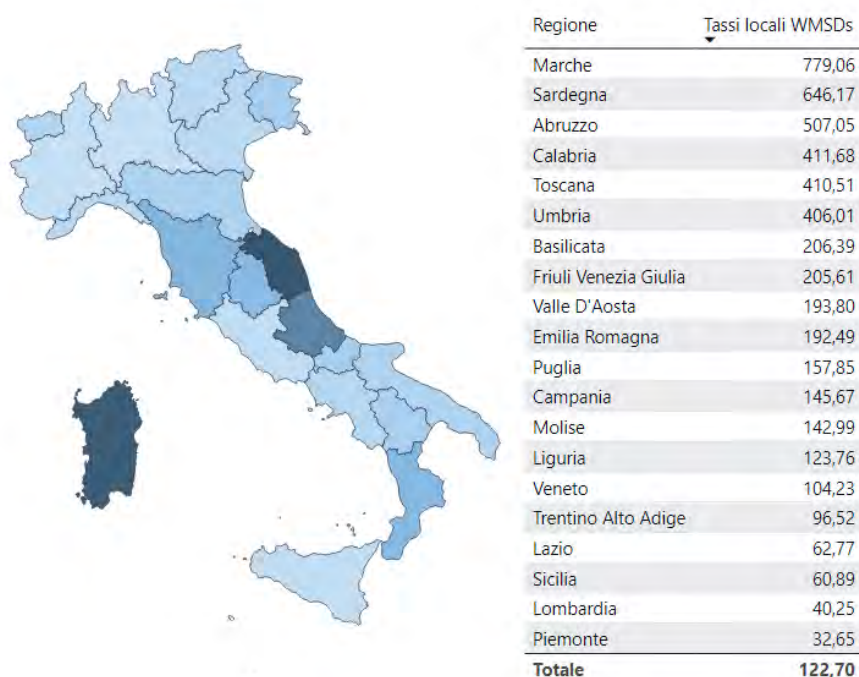 Regione Tassi locali WMSDs
Marche 779,06
Sardegna 646,17
Abruzzo 507,05
Calabria 411,68
Toscana 410,51
Umbria 406,01
Basilicata 206,39
Friuli Venezia Giulia 205,61
Valle D'Aosta 193,80
Emilia Romagna 192,49
Puglia 157,85
Campania 145,67
Molise 142,99
Liguria 123,76
Veneto 104,23
Trentino Alto Adige 96,52
Lazio 62,77
Sicilia 60,89
Lombardia 40,25
Piemonte 32,65
Totale 122,70